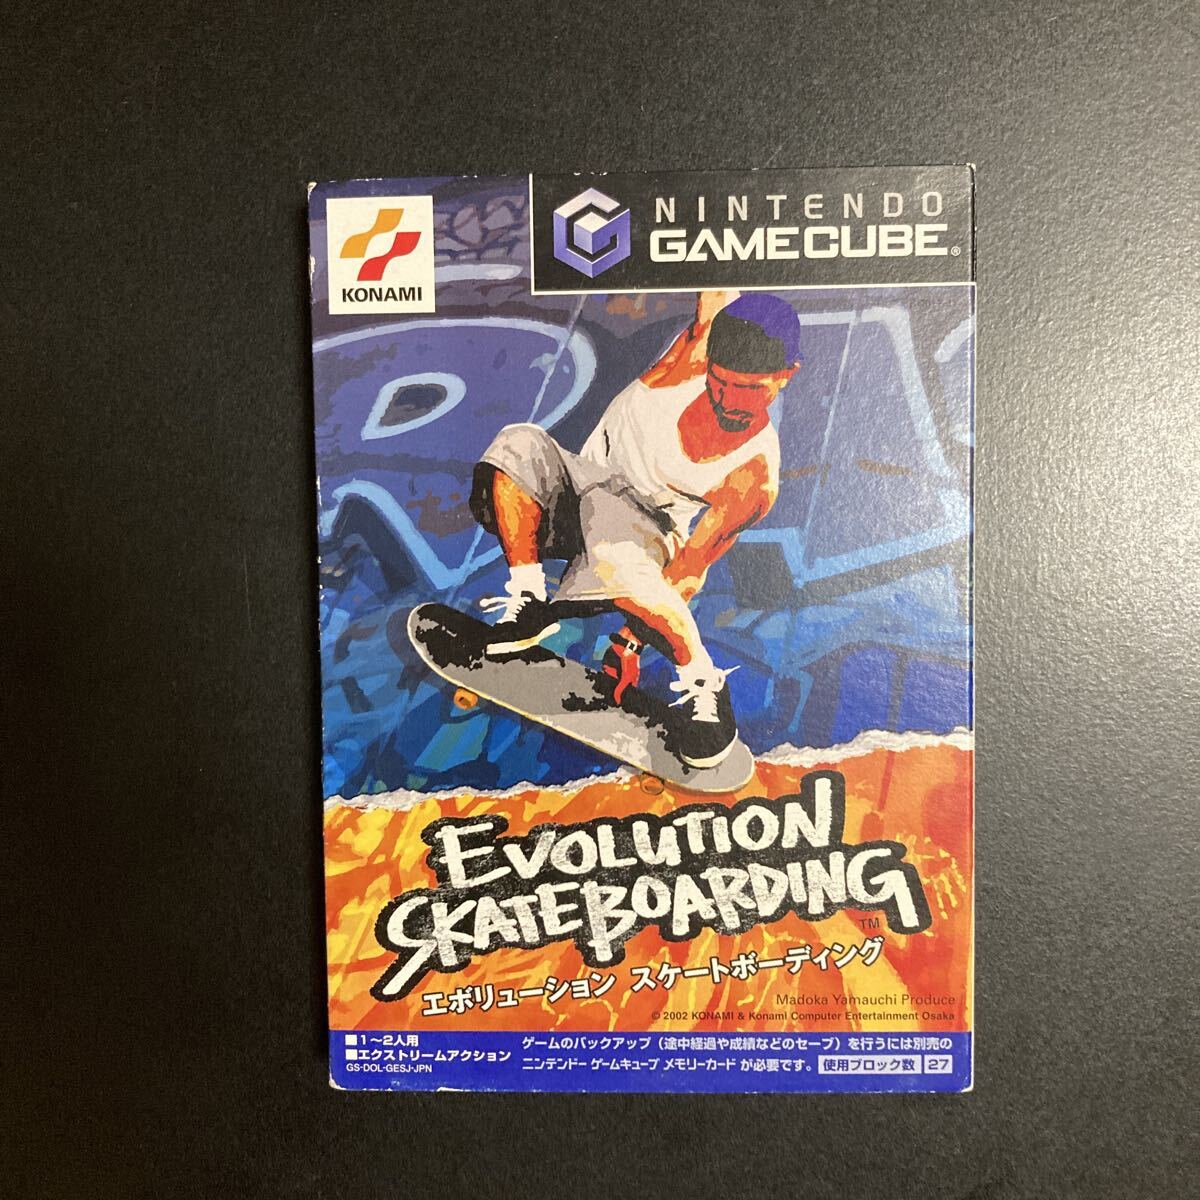 KONAMI
NINTENDO
GAMECUBE®
EVOLUTION
SKATEBOARDING™
エボリューション スケートボーディング
Madoka Yamauchi Produce
© 2002 KONAMI & Konami Computer Entertainment Osaka
■1～2人用
■エクストリームアクション
GS-DOL-GESJ-JPN
ゲームのバックアップ（途中経過や成績などのセーブ）を行うには別売の
ニンテンドー ゲームキューブ メモリーカード が必要です。 使用ブロック数 27